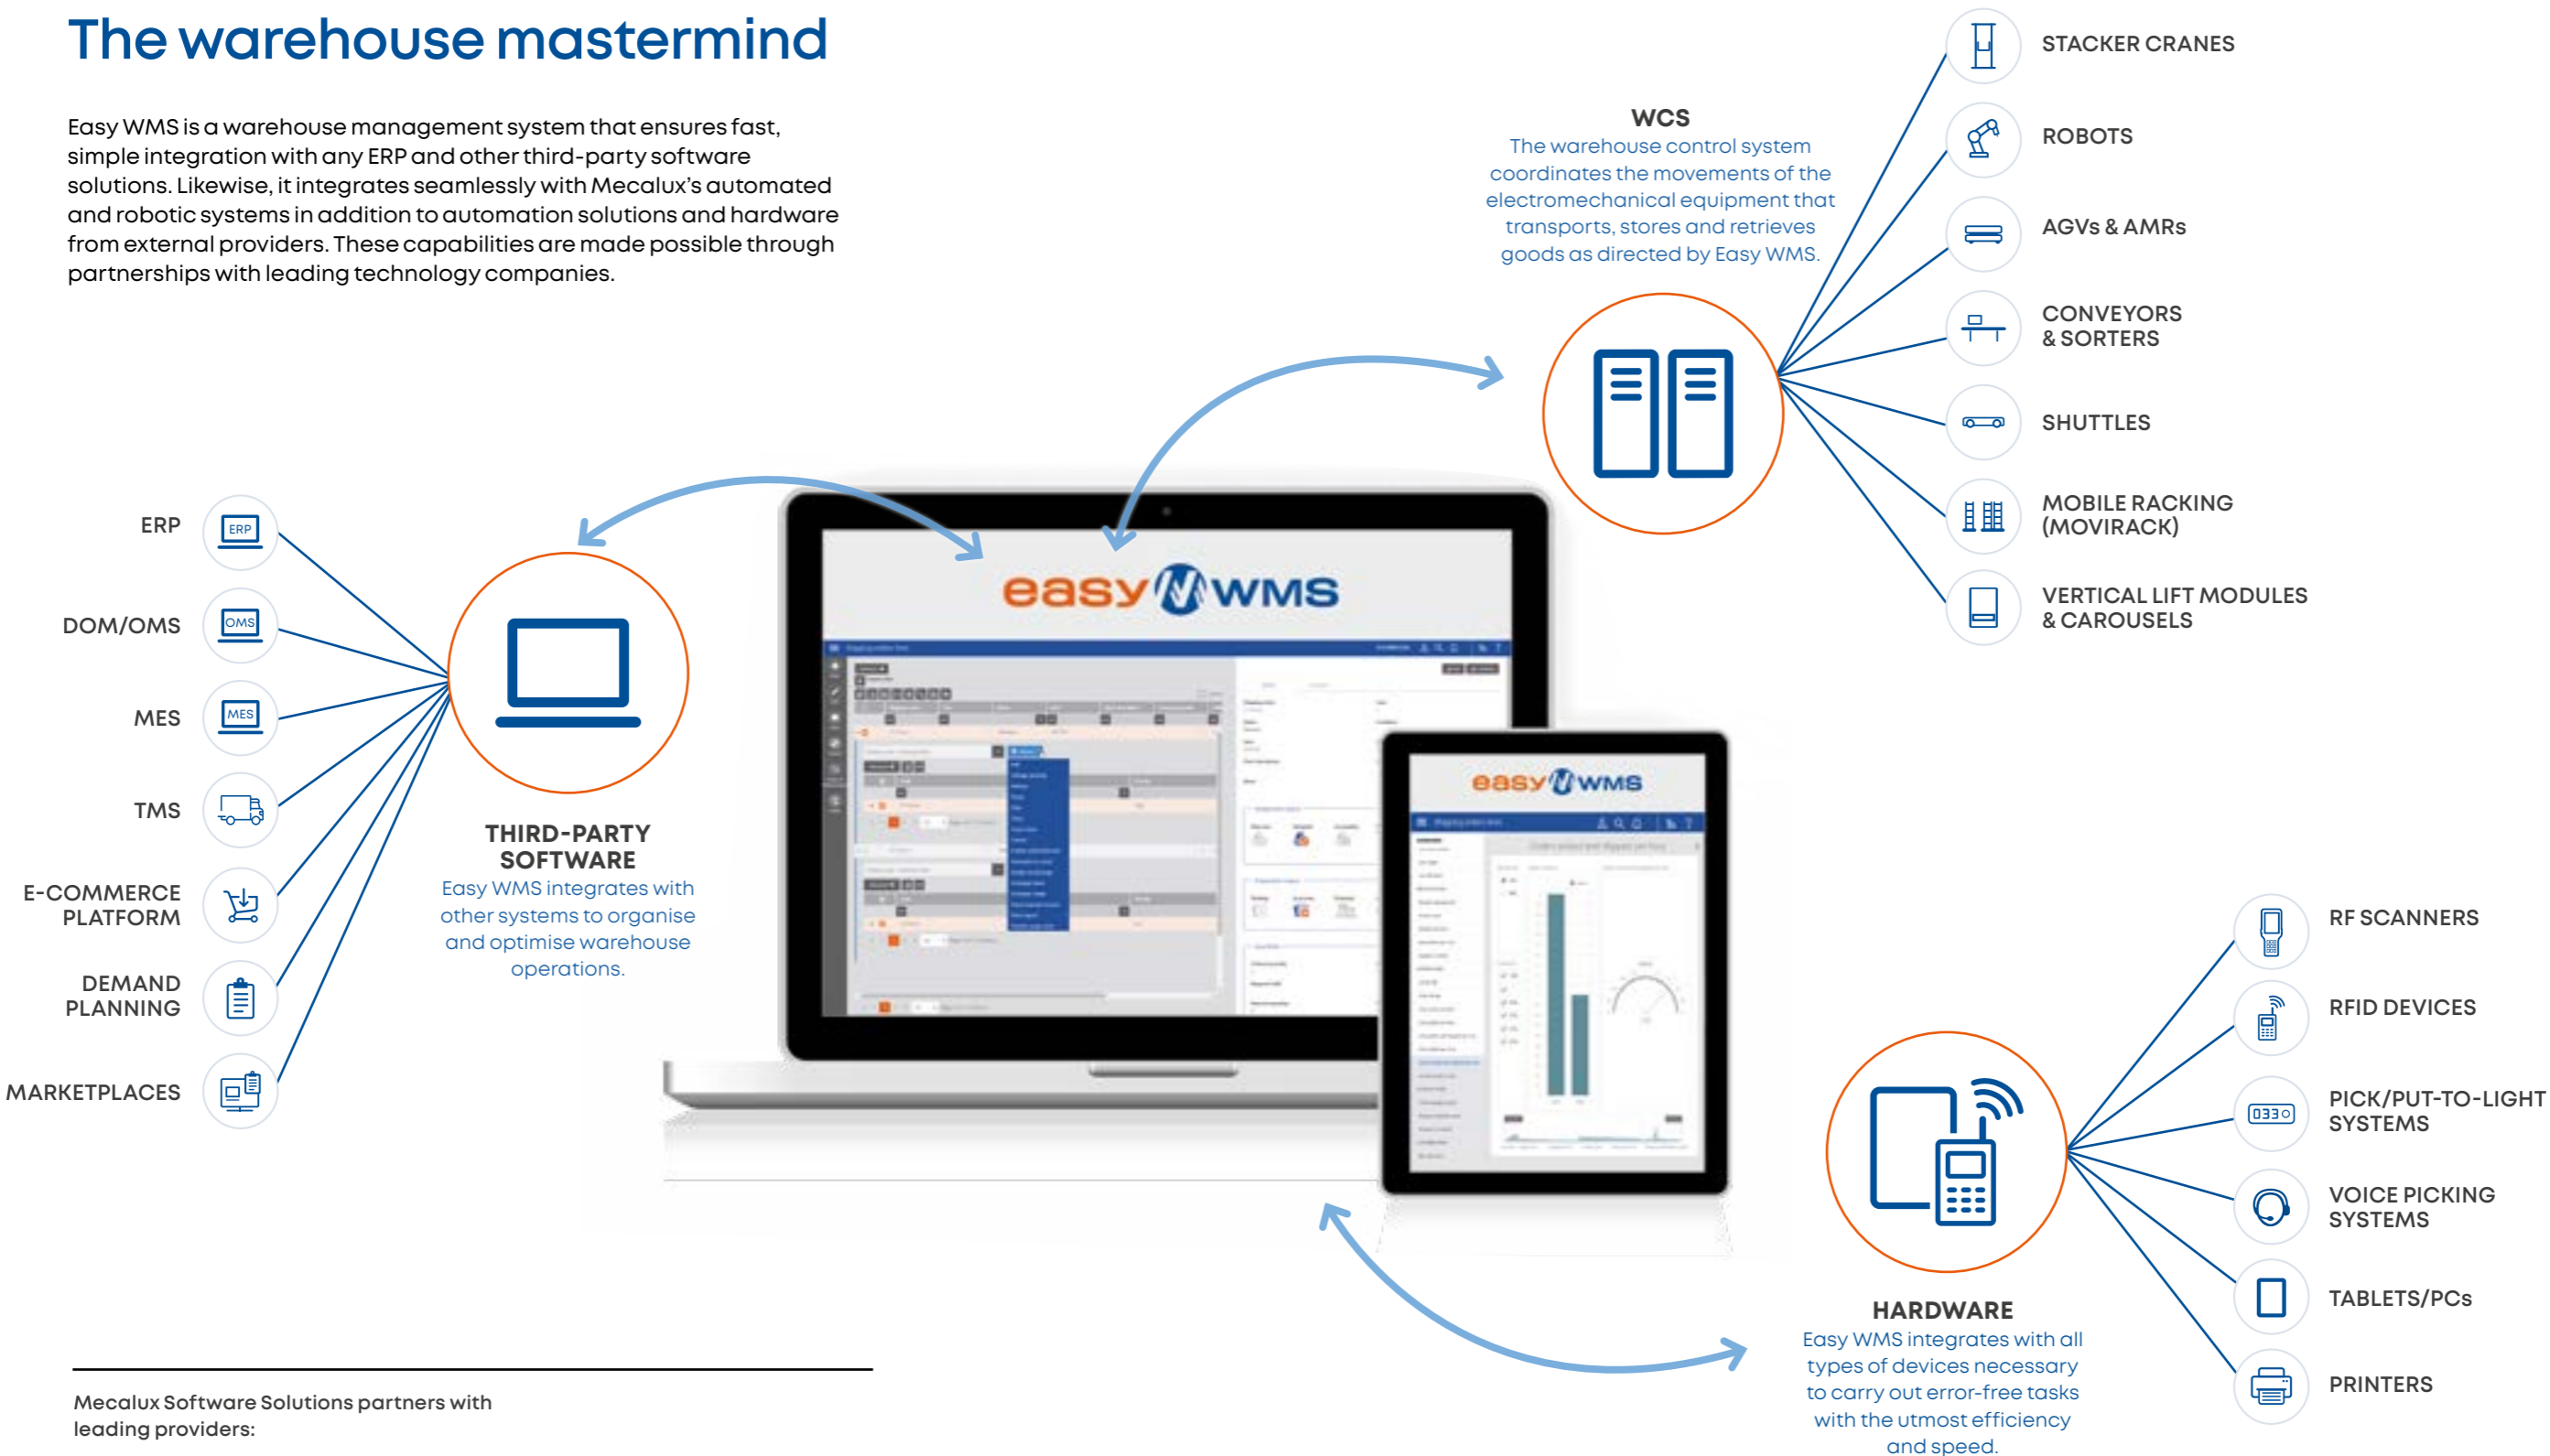 The warehouse mastermind
Easy WMS is a warehouse management system that ensures fast,
simple integration with any ERP and other third-party software
solutions. Likewise, it integrates seamlessly with Mecalux's automated
and robotic systems in addition to automation solutions and hardware
from external providers. These capabilities are made possible through
partnerships with leading technology companies.
WCS
The warehouse control system
coordinates the movements of the
electromechanical equipment that
transports, stores and retrieves
goods as directed by Easy WMS.
STACKER CRANES
ROBOTS
AGVs & AMRs
CONVEYORS
& SORTERS
SHUTTLES
MOBILE RACKING
(MOVIRACK)
VERTICAL LIFT MODULES
& CAROUSELS
ERP
ERP
DOM/OMS
OMS
MES
MES
TMS
E-COMMERCE
PLATFORM
DEMAND
PLANNING
MARKETPLACES
THIRD-PARTY
SOFTWARE
Easy WMS integrates with
other systems to organise
and optimise warehouse
operations.
easy WMS
easy WMS
RF SCANNERS
RFID DEVICES
033
PICK/PUT-TO-LIGHT
SYSTEMS
VOICE PICKING
SYSTEMS
TABLETS/PCs
PRINTERS
HARDWARE
Easy WMS integrates with all
types of devices necessary
to carry out error-free tasks
with the utmost efficiency
and speed.
Mecalux Software Solutions partners with
leading providers: